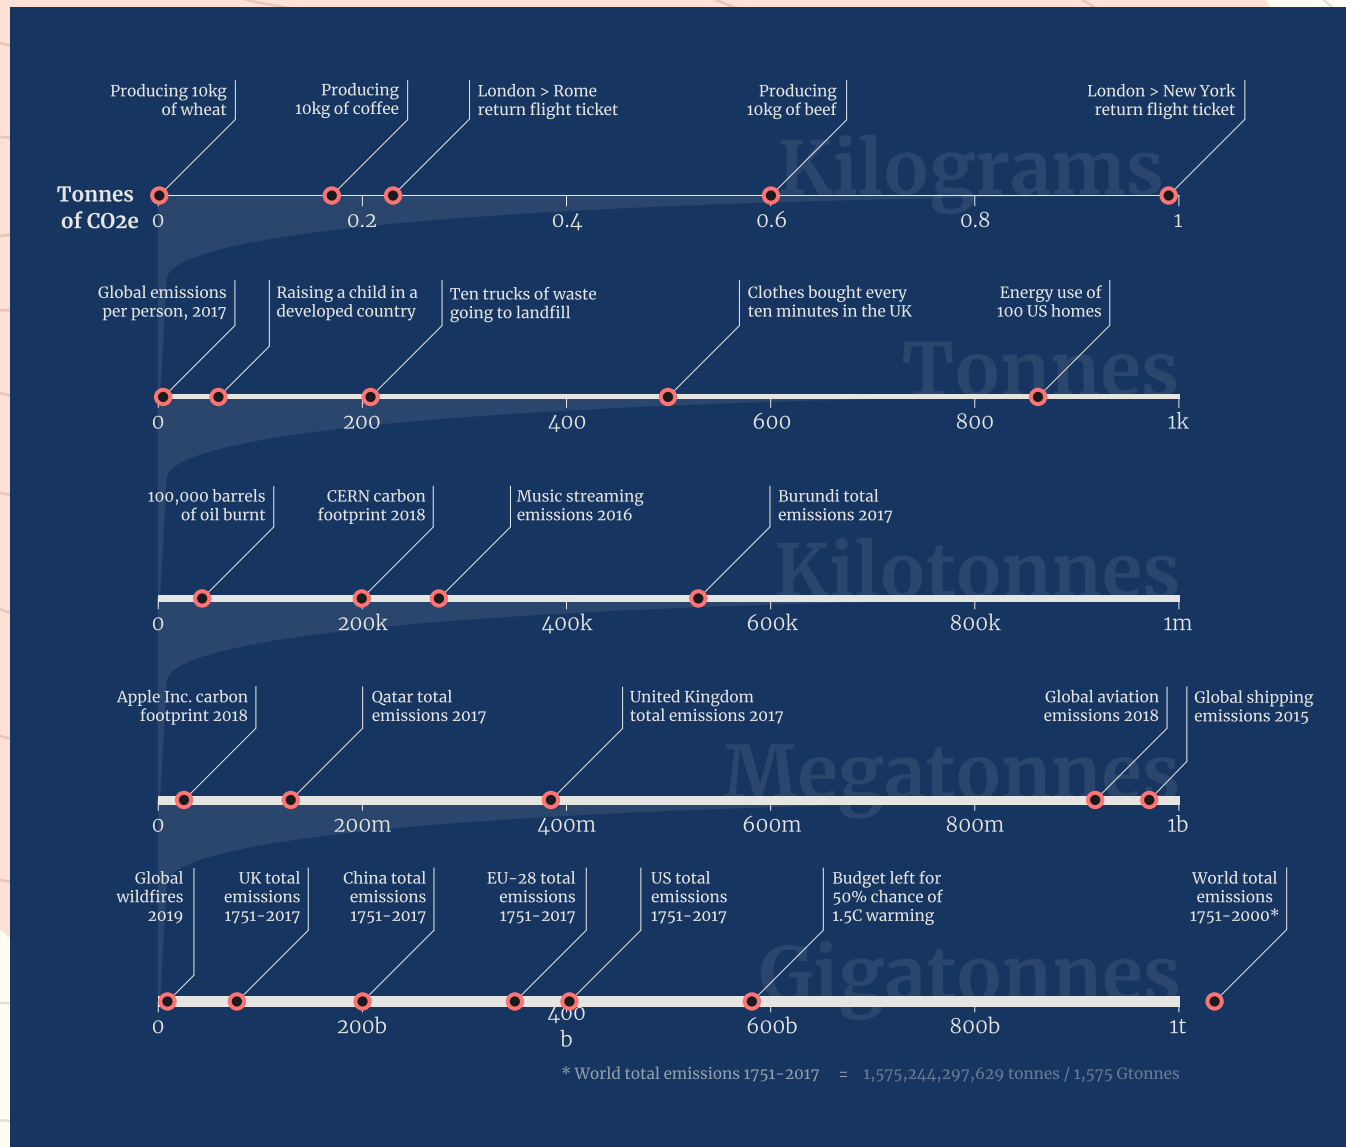 Producing 10kg
of wheat
Producing
10kg of coffee
London > Rome
return flight ticket
Producing
10kg of beef
London > New York
return flight ticket
Kilograms
Tonnes
of CO2e
0
0.2
0.4
0.6
0.8
1
Global emissions
per person, 2017
Raising a child in a
developed country
Ten trucks of waste
going to landfill
Clothes bought every
ten minutes in the UK
Energy use of
100 US homes
Tonnes
0
200
400
600
800
1k
100,000 barrels
of oil burnt
CERN carbon
footprint 2018
Music streaming
emissions 2016
Burundi total
emissions 2017
Kilotonnes
0
200k
400k
600k
800k
1m
Apple Inc. carbon
footprint 2018
Qatar total
emissions 2017
United Kingdom
total emissions 2017
Global aviation
emissions 2018
Global shipping
emissions 2015
Megatonnes
0
200m
400m
600m
800m
1b
Global
wildfires
2019
UK total
emissions
1751-2017
China total
emissions
1751-2017
EU-28 total
emissions
1751-2017
US total
emissions
1751-2017
Budget left for
50% chance of
1.5C warming
World total
emissions
1751-2000*
Gigatonnes
0
200b
400
b
600b
800b
1t
* World total emissions 1751-2017 = 1,575,244,297,629 tonnes / 1,575 Gtonnes